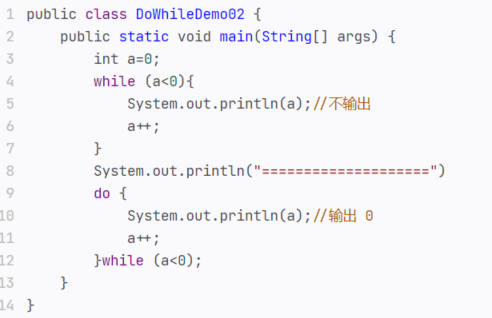 1 public class DoWhileDemo02 {
2 public static void main(String[] args) {
3 int a=0;
4 while (a<0){
5 System.out.println(a);//不输出
6 a++;
7 }
8 System.out.println("====================")
9 do {
10 System.out.println(a);//输出 0
11 a++;
12 }while (a<0);
13 }
14 }